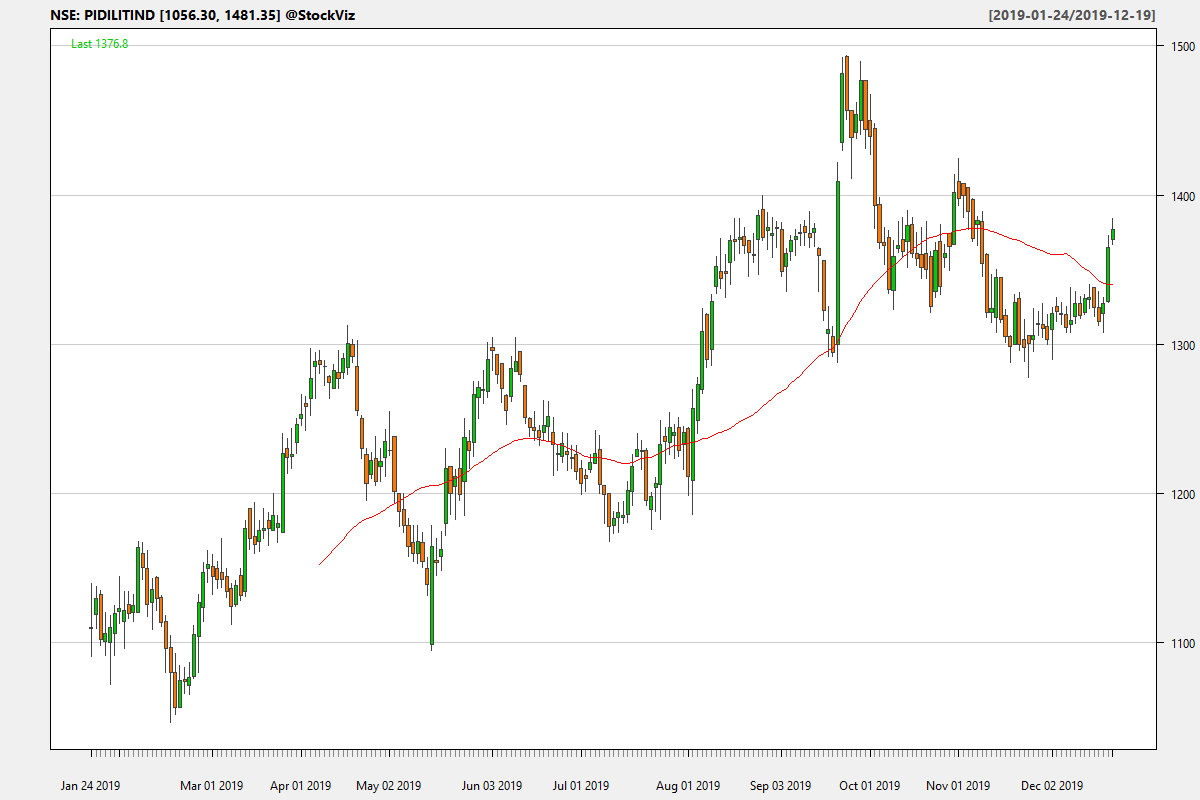 NSE: PIDILITIND [1056.30, 1481.35] @StockViz [2019-01-24/2019-12-19]
Last 1376.8
1500
1400
1300
1200
1100
Jan 24 2019 Mar 01 2019 Apr 01 2019 May 02 2019 Jun 03 2019 Jul 01 2019 Aug 01 2019 Sep 03 2019 Oct 01 2019 Nov 01 2019 Dec 02 2019